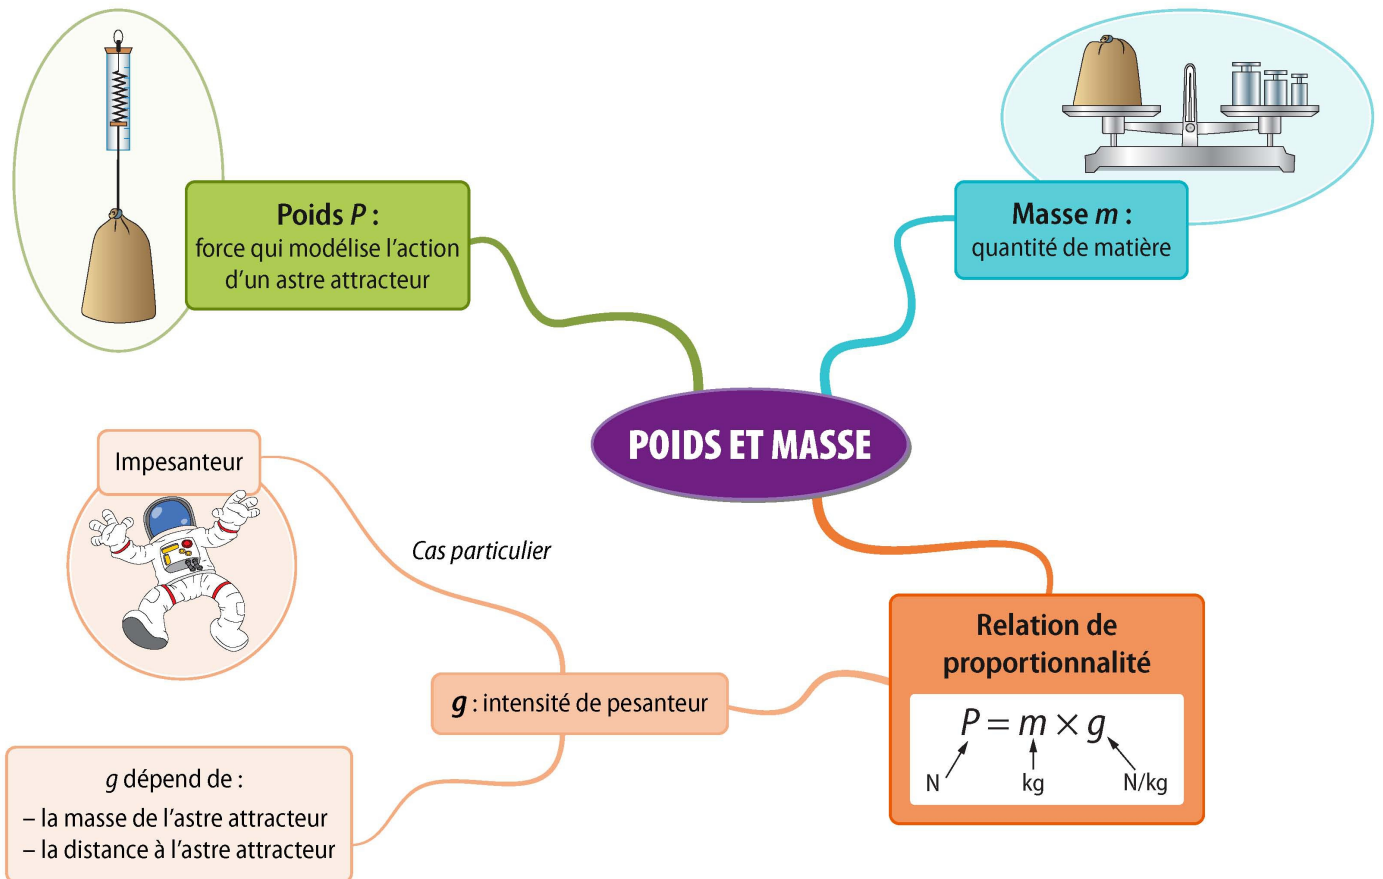 Poids P :
force qui modélise l'action
d'un astre attracteur
Masse m :
quantité de matière
POIDS ET MASSE
Impesanteur
Cas particulier
g : intensité de pesanteur
g dépend de :
– la masse de l'astre attracteur
– la distance à l'astre attracteur
Relation de
proportionnalité
P = m × g
N kg N/kg